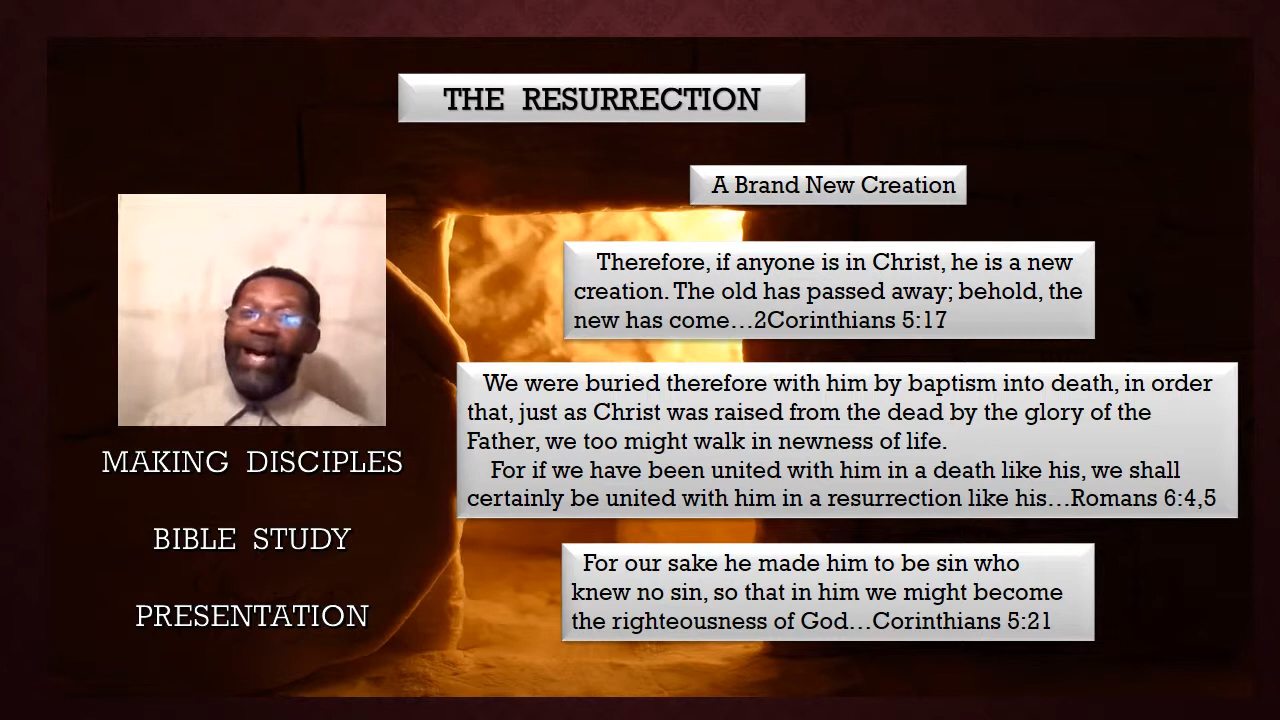 THE RESURRECTION
A Brand New Creation
Therefore, if anyone is in Christ, he is a new
creation. The old has passed away; behold, the
new has come...2Corinthians 5:17
We were buried therefore with him by baptism into death, in order
that, just as Christ was raised from the dead by the glory of the
Father, we too might walk in newness of life.
For if we have been united with him in a death like his, we shall
certainly be united with him in a resurrection like his...Romans 6:4,5
For our sake he made him to be sin who
knew no sin, so that in him we might become
the righteousness of God...Corinthians 5:21
MAKING DISCIPLES
BIBLE STUDY
PRESENTATION